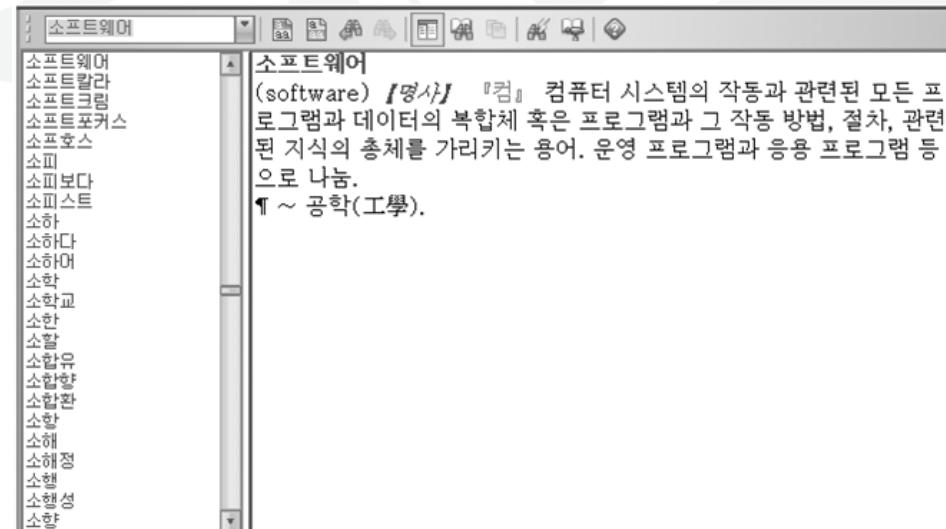 소프트웨어
소프트웨어
소프트칼라
소프트크림
소프트포커스
소프호스
소피
소피보다
소피스트
소하
소하다
소하어
소학
소학교
소한
소할
소합유
소합향
소합환
소항
소해
소해정
소행
소행성
소향
소프트웨어
(software) 【명사】 『컴』 컴퓨터 시스템의 작동과 관련된 모든 프
로그램과 데이터의 복합체 혹은 프로그램과 그 작동 방법, 절차, 관련
된 지식의 총체를 가리키는 용어. 운영 프로그램과 응용 프로그램 등
으로 나눔.
¶ ~ 공학(工學).